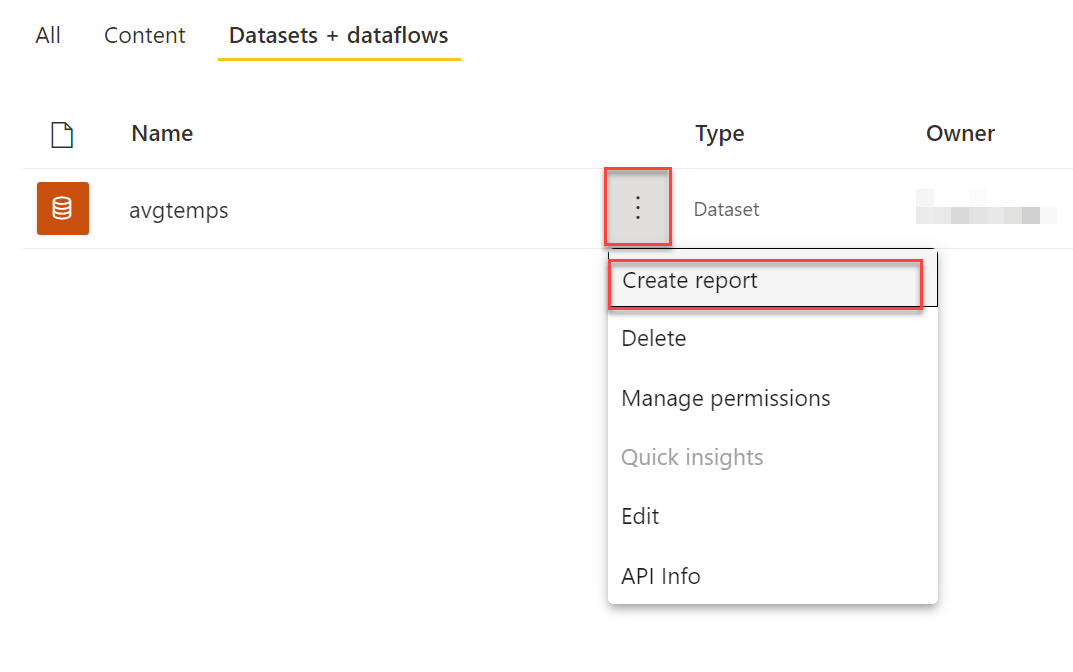 All Content Datasets + dataflows
Name Type Owner
avgtemps Dataset
Create report
Delete
Manage permissions
Quick insights
Edit
API Info